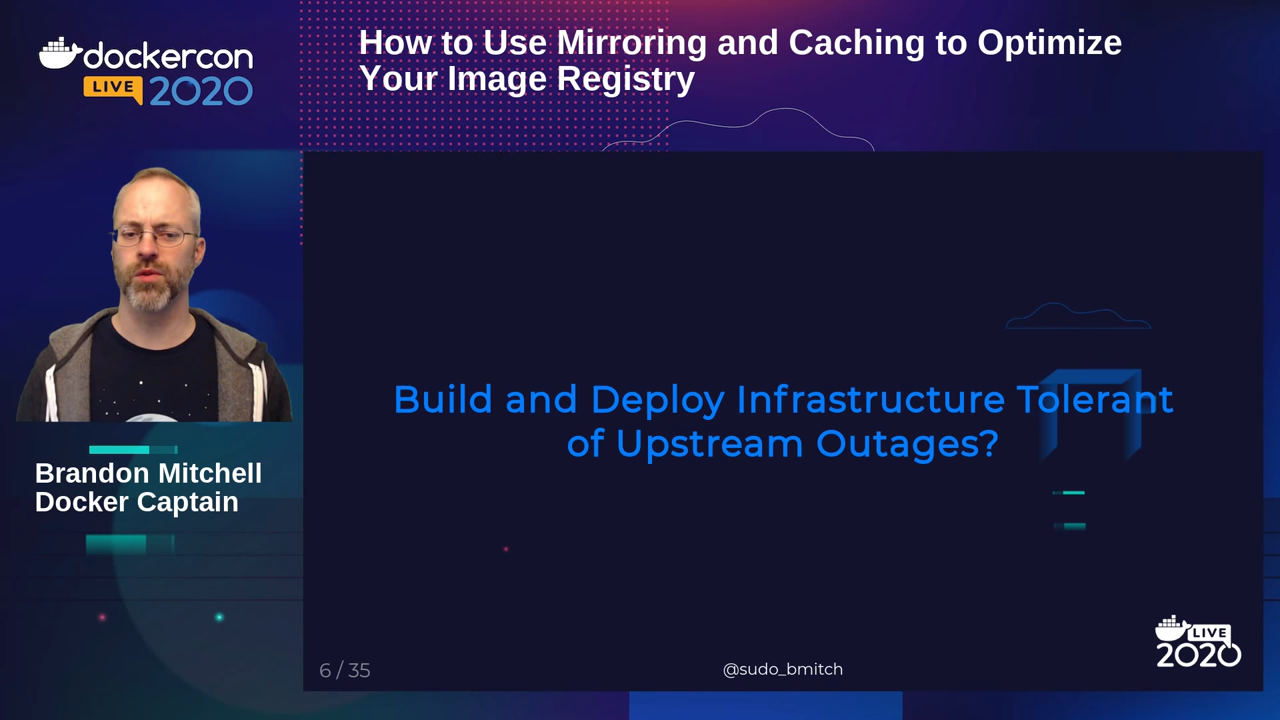 dockercon
LIVE 2020
How to Use Mirroring and Caching to Optimize
Your Image Registry
Brandon Mitchell
Docker Captain
Build and Deploy Infrastructure Tolerant
of Upstream Outages?
6 / 35
@sudo_bmitch
LIVE
2020